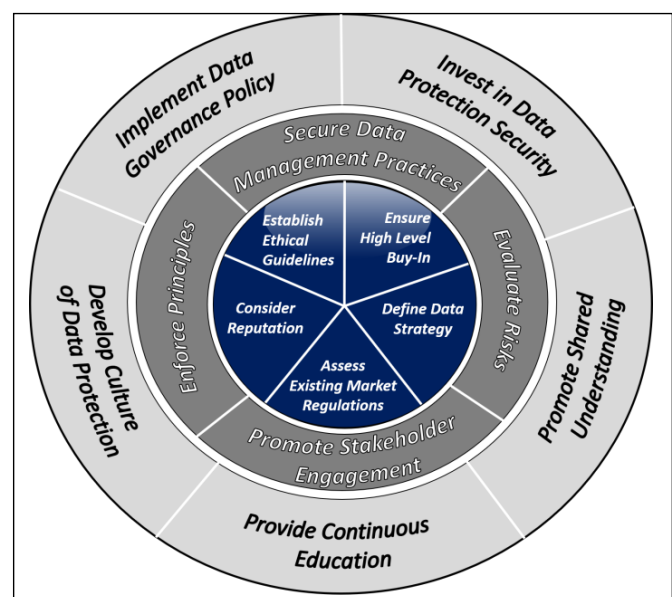 Implement Data
Governance Policy
Invest in Data
Protection Security
Promote Shared
Understanding
Provide Continuous
Education
Develop Culture
of Data Protection
Secure Data
Management Practices
Evaluate Risks
Promote Stakeholder
Engagement
Enforce Principles
Establish
Ethical
Guidelines
Ensure
High Level
Buy-In
Define Data
Strategy
Assess
Existing Market
Regulations
Consider
Reputation